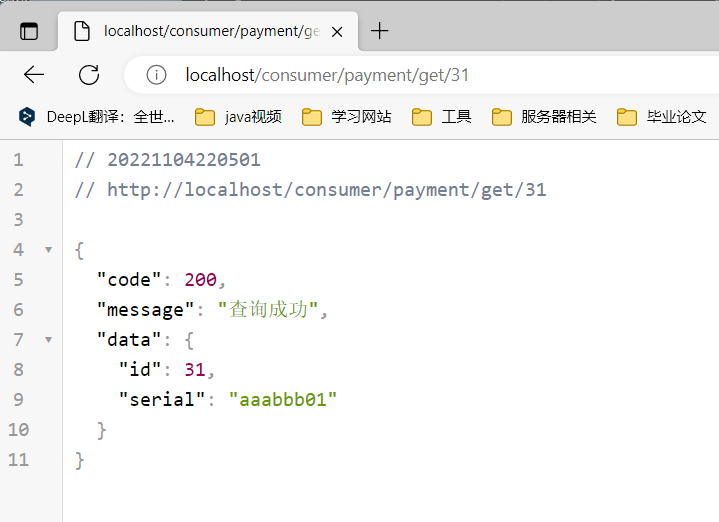 localhost/consumer/payment/ge
localhost/consumer/payment/get/31
DeepL翻译：全世... java视频 学习网站 工具 服务器相关 毕业论文
1 // 20221104220501
2 // http://localhost/consumer/payment/get/31
3
4 {
5 "code": 200,
6 "message": "查询成功",
7 "data": {
8 "id": 31,
9 "serial": "aaabbb01"
10 }
11 }